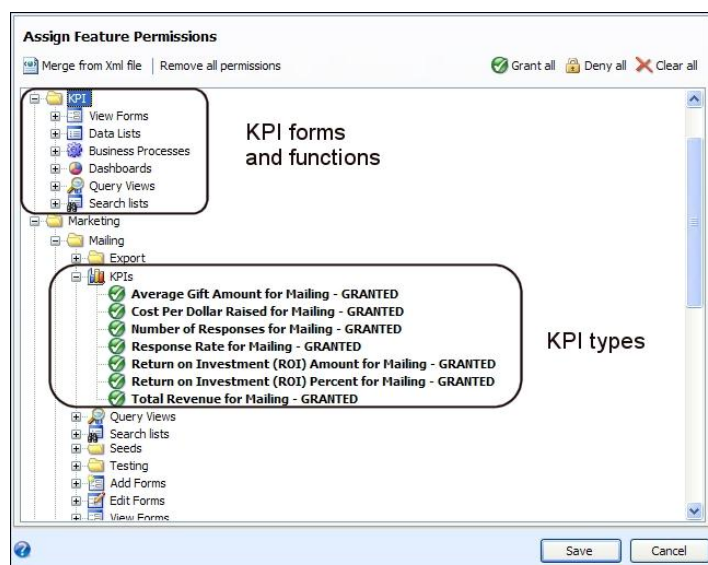 Assign Feature Permissions
Merge from Xml file | Remove all permissions Grant all Deny all Clear all
KPI
View Forms
Data Lists
Business Processes
Dashboards
Query Views
Search lists
KPI forms
and functions
Marketing
Mailing
Export
KPIs
Average Gift Amount for Mailing - GRANTED
Cost Per Dollar Raised for Mailing - GRANTED
Number of Responses for Mailing - GRANTED
Response Rate for Mailing - GRANTED
Return on Investment (ROI) Amount for Mailing - GRANTED
Return on Investment (ROI) Percent for Mailing - GRANTED
Total Revenue for Mailing - GRANTED
KPI types
Query Views
Search lists
Seeds
Testing
Add Forms
Edit Forms
View Forms
Save Cancel